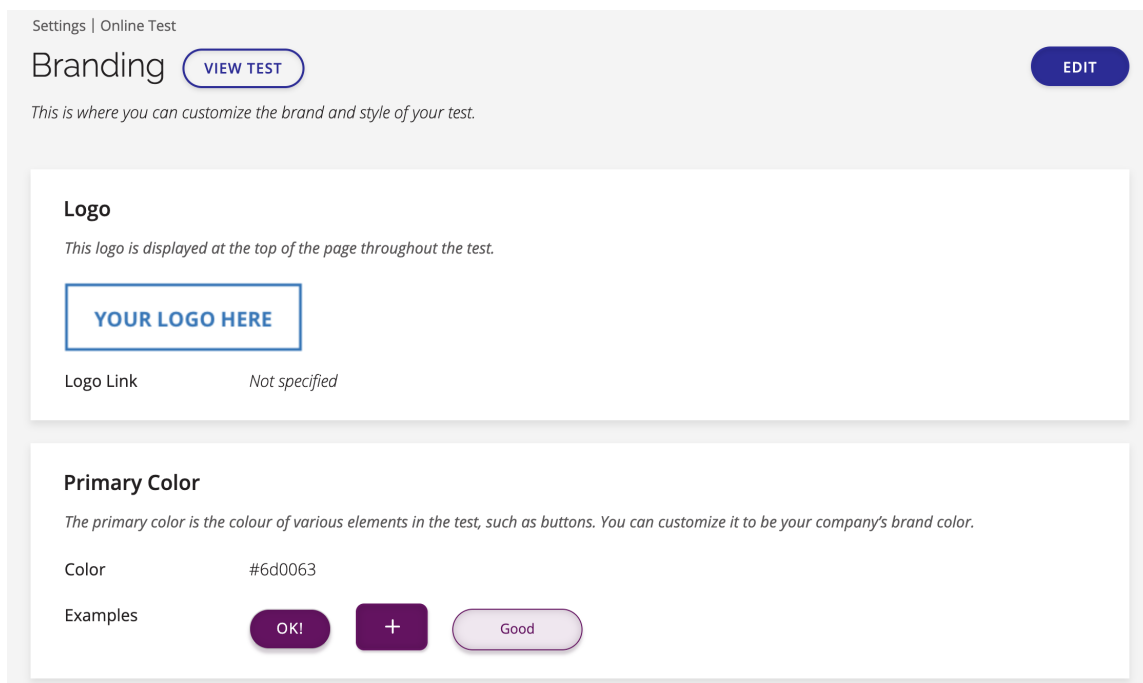 Settings | Online Test
Branding VIEW TEST EDIT
This is where you can customize the brand and style of your test.
Logo
This logo is displayed at the top of the page throughout the test.
YOUR LOGO HERE
Logo Link Not specified
Primary Color
The primary color is the colour of various elements in the test, such as buttons. You can customize it to be your company's brand color.
Color #6d0063
Examples OK! + Good